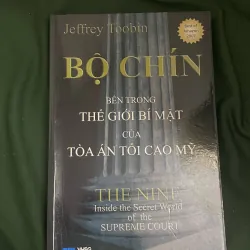 Jeffrey Toobin
BỘ CHÍN
BÊN TRONG
THẾ GIỚI BÍ MẬT
CỦA
TÒA ÁN TỐI CAO MỸ
THE NINE
Inside the Secret World
of the
SUPREME COURT